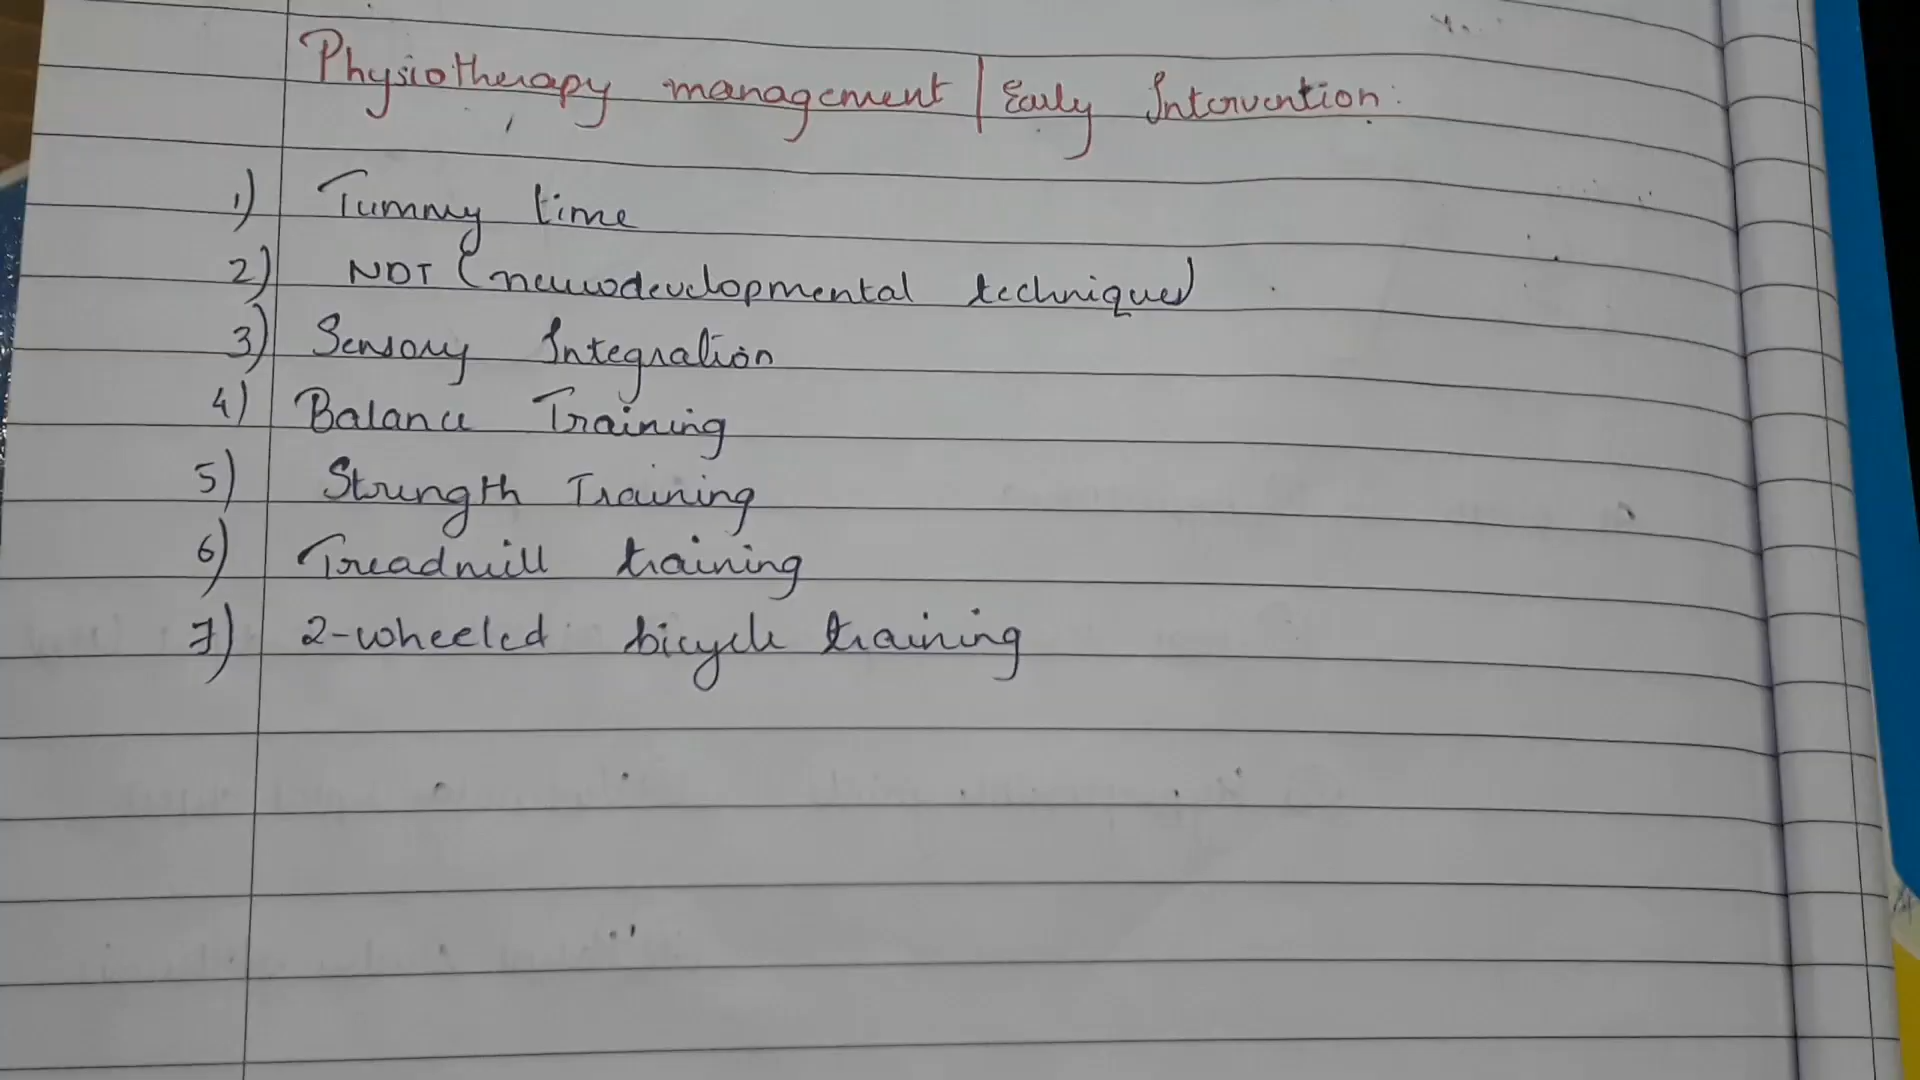 Physiotherapy management | Early Intervention:
1) Tummy time
2) NDT (neurodevelopmental techniques)
3) Sensory Integration
4) Balance Training
5) Strength Training
6) Treadmill training
7) 2-wheeled bicycle training